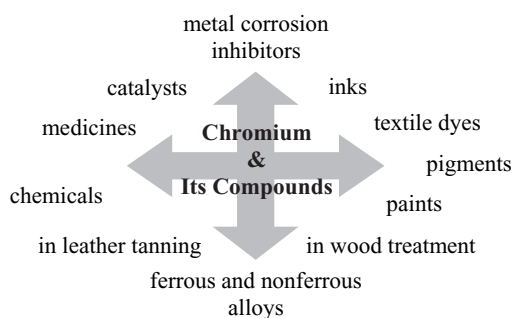 metal corrosion
inhibitors
catalysts
inks
medicines
textile dyes
Chromium
&
Its Compounds
pigments
chemicals
paints
in leather tanning
in wood treatment
ferrous and nonferrous
alloys